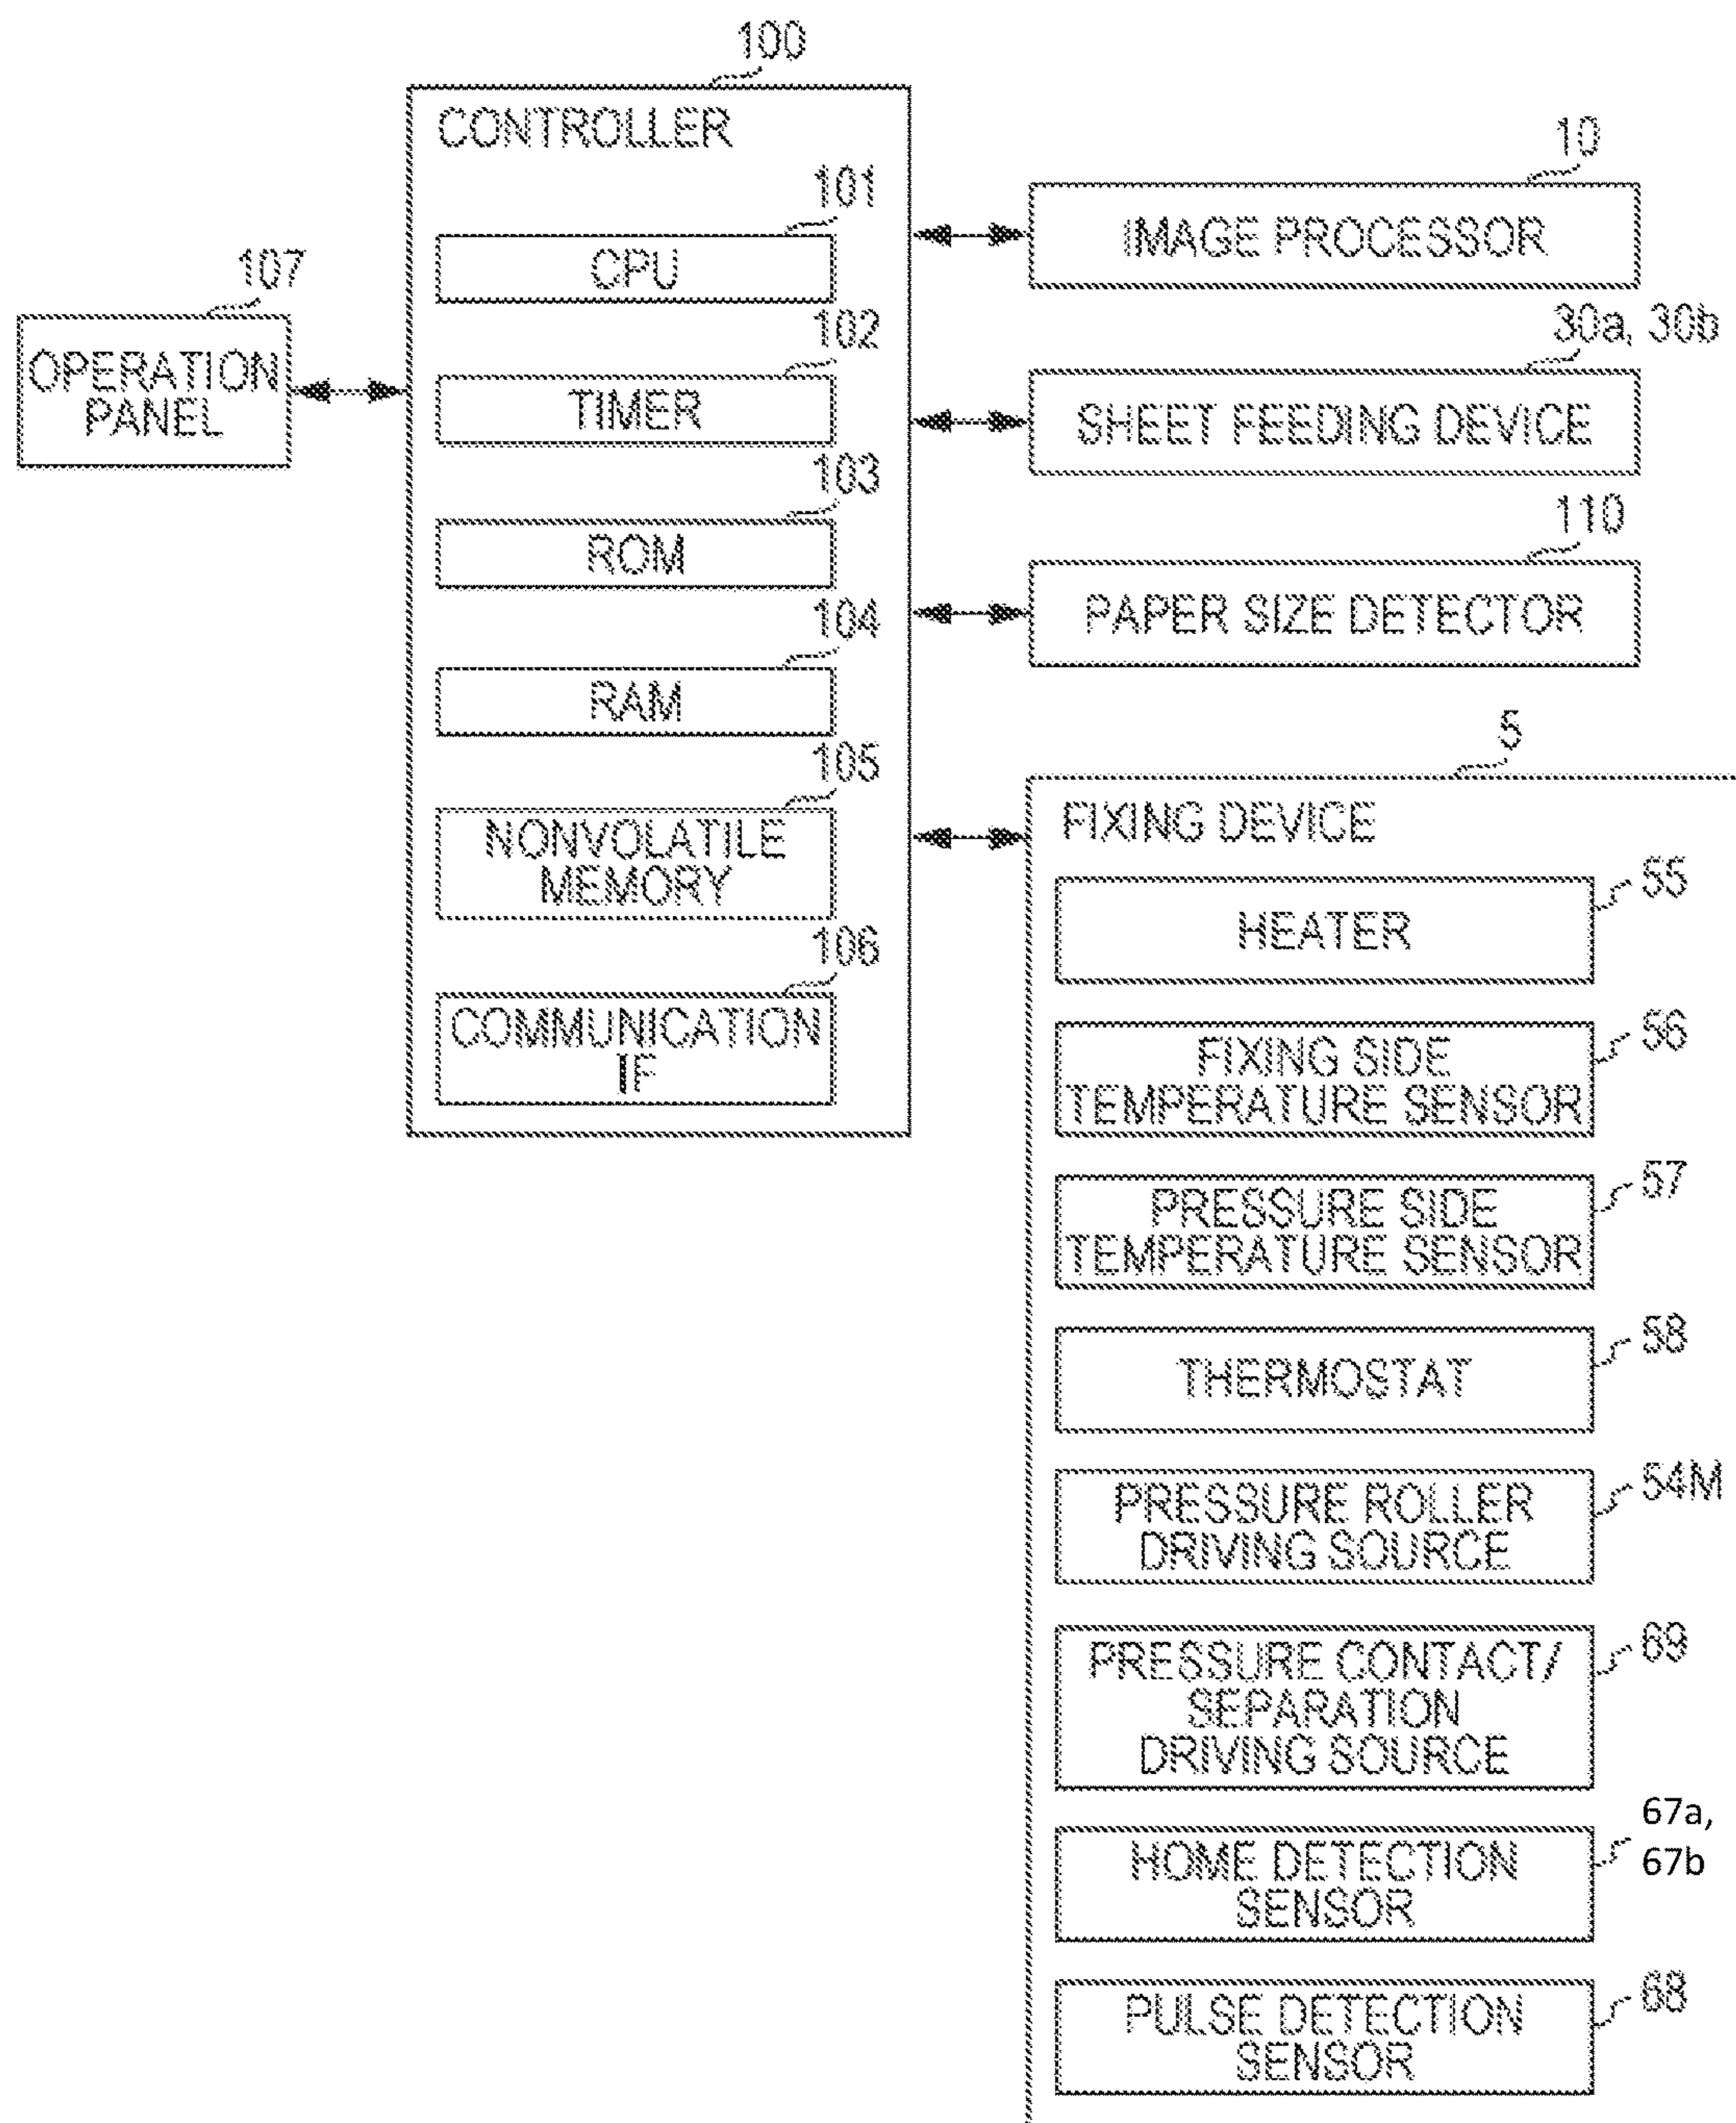 100
CONTROLLER
101
CPU
102
TIMER
103
ROM
104
RAM
105
NONVOLATILE
MEMORY
106
COMMUNICATION
IF
107
OPERATION
PANEL
10
IMAGE PROCESSOR
30a, 30b
SHEET FEEDING DEVICE
110
PAPER SIZE DETECTOR
5
FIXING DEVICE
55
HEATER
56
FIXING SIDE
TEMPERATURE SENSOR
57
PRESSURE SIDE
TEMPERATURE SENSOR
58
THERMOSTAT
54M
PRESSURE ROLLER
DRIVING SOURCE
69
PRESSURE CONTACT/
SEPARATION
DRIVING SOURCE
67a,
67b
HOME DETECTION
SENSOR
68
PULSE DETECTION
SENSOR